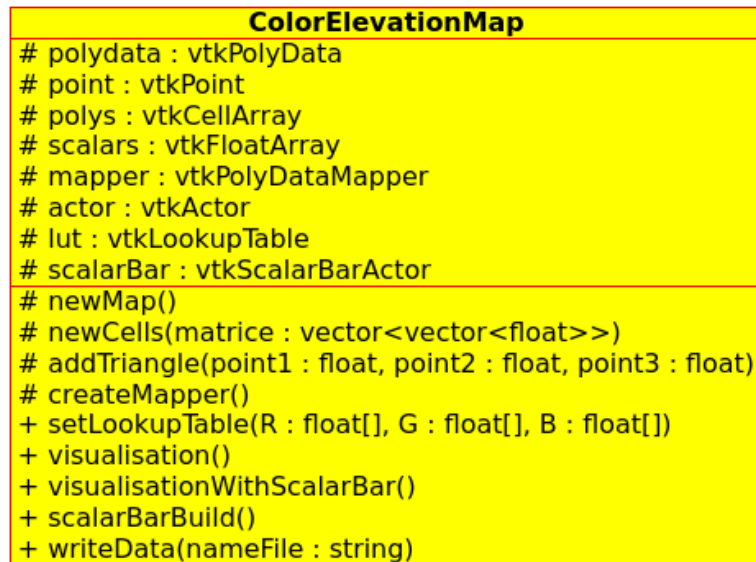 ColorElevationMap
# polydata : vtkPolyData
# point : vtkPoint
# polys : vtkCellArray
# scalars : vtkFloatArray
# mapper : vtkPolyDataMapper
# actor : vtkActor
# lut : vtkLookupTable
# scalarBar : vtkScalarBarActor
# newMap()
# newCells(matrice : vector<vector<float>>)
# addTriangle(point1 : float, point2 : float, point3 : float)
# createMapper()
+ setLookupTable(R : float[], G : float[], B : float[])
+ visualisation()
+ visualisationWithScalarBar()
+ scalarBarBuild()
+ writeData(nameFile : string)